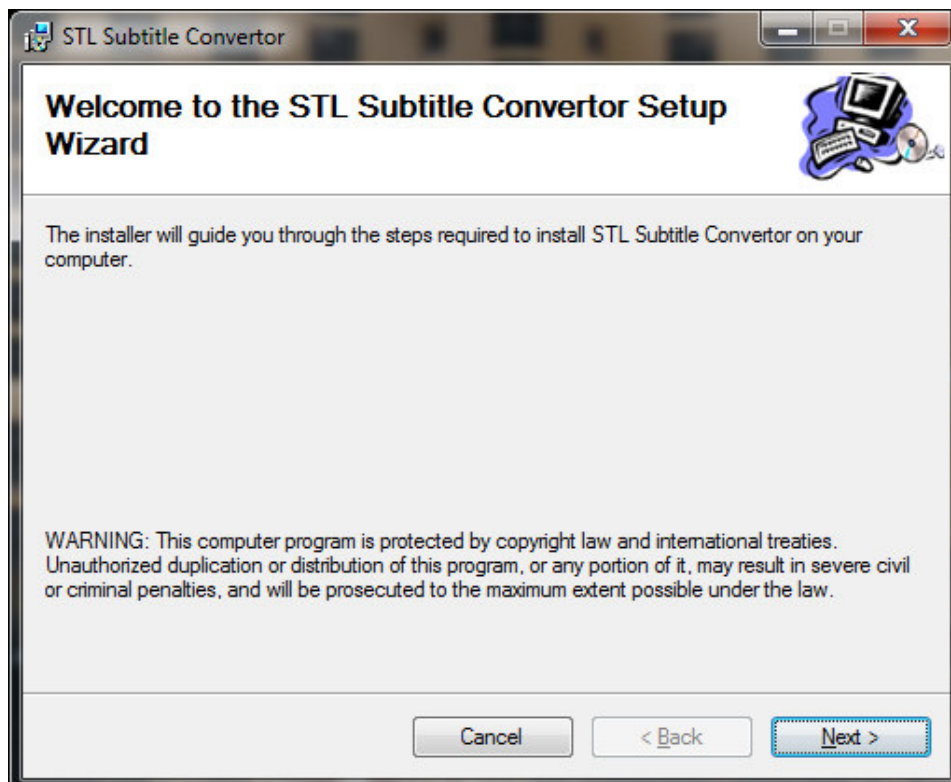 STL Subtitle Convertor
Welcome to the STL Subtitle Convertor Setup
Wizard
The installer will guide you through the steps required to install STL Subtitle Convertor on your
computer.
WARNING: This computer program is protected by copyright law and international treaties.
Unauthorized duplication or distribution of this program, or any portion of it, may result in severe civil
or criminal penalties, and will be prosecuted to the maximum extent possible under the law.
Cancel
< Back
Next >